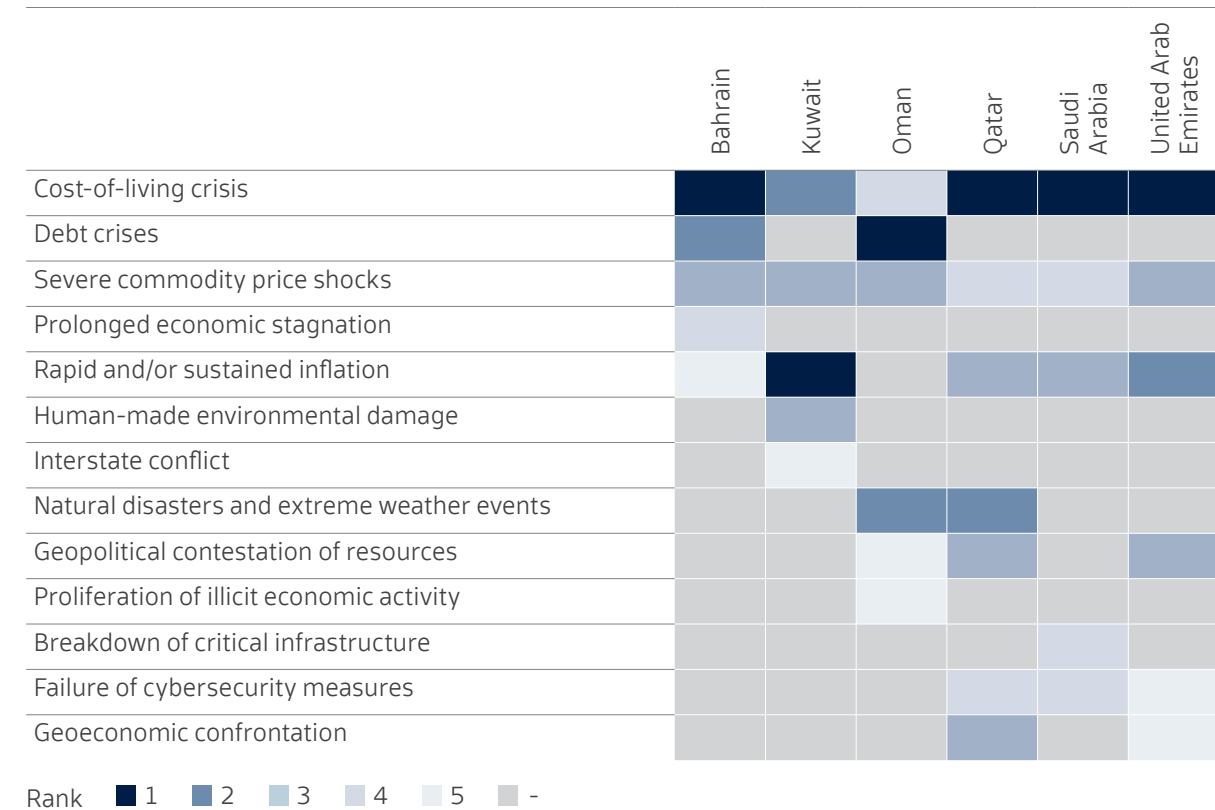 Bahrain
Kuwait
Oman
Qatar
Saudi
Arabia
United Arab
Emirates
Cost-of-living crisis
Debt crises
Severe commodity price shocks
Prolonged economic stagnation
Rapid and/or sustained inflation
Human-made environmental damage
Interstate conflict
Natural disasters and extreme weather events
Geopolitical contestation of resources
Proliferation of illicit economic activity
Breakdown of critical infrastructure
Failure of cybersecurity measures
Geoeconomic confrontation
Rank 1 2 3 4 5 -